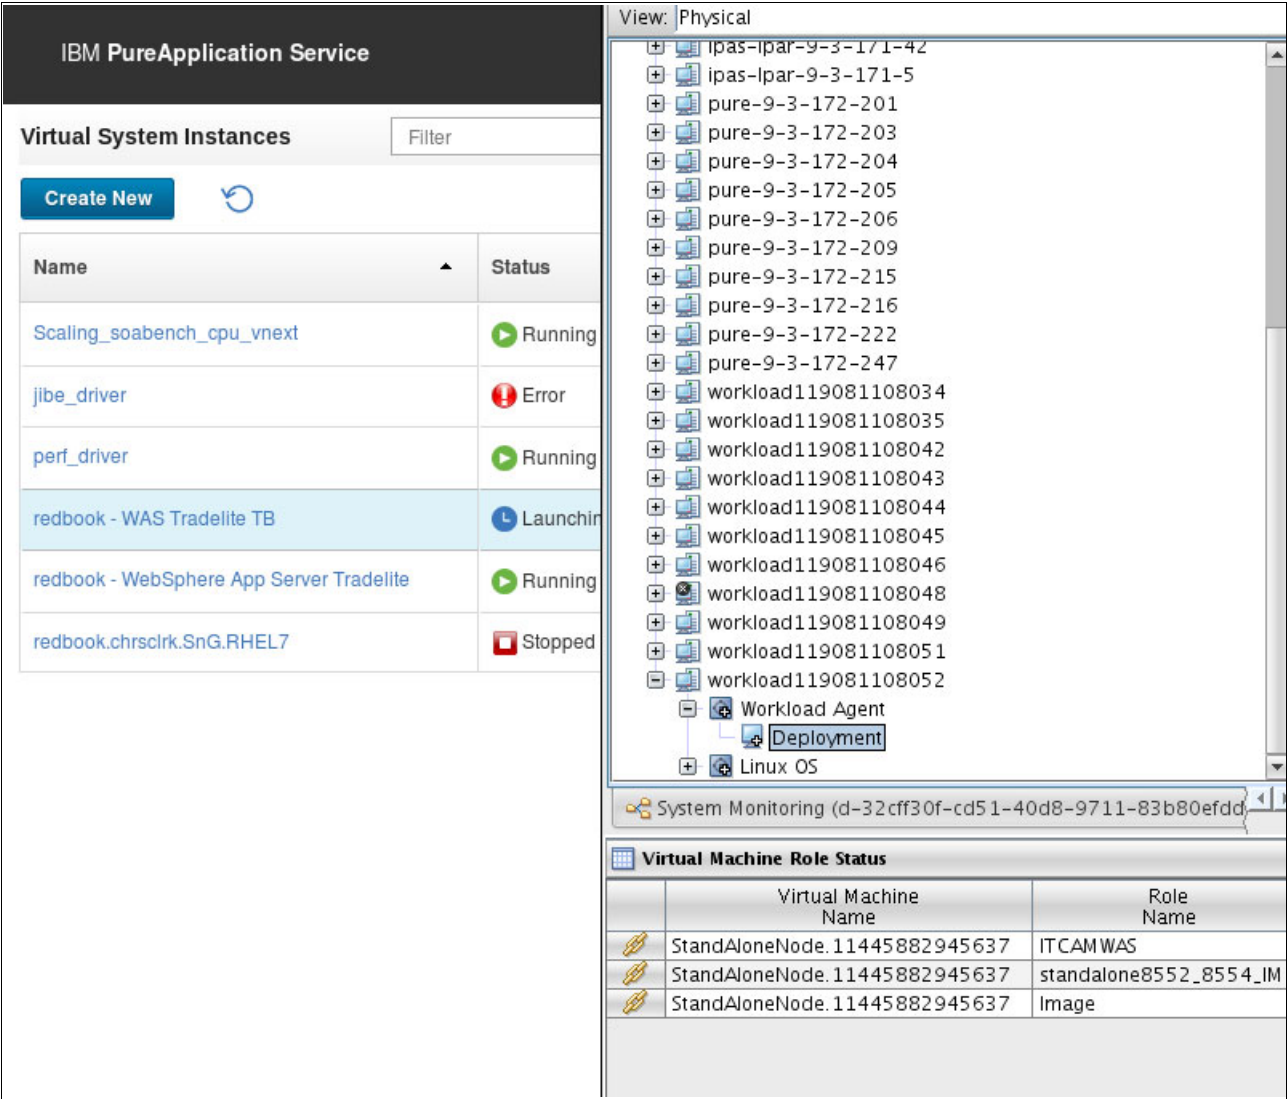 IBM PureApplication Service
Virtual System Instances
Filter
Create New
Name
Status
Scaling_soabench_cpu_vnext
Running
jibe_driver
Error
perf_driver
Running
redbook - WAS Tradelite TB
Launchin
redbook - WebSphere App Server Tradelite
Running
redbook.chrsclrk.SnG.RHEL7
Stopped
View: Physical
ipas-lpar-9-3-171-42
ipas-lpar-9-3-171-5
pure-9-3-172-201
pure-9-3-172-203
pure-9-3-172-204
pure-9-3-172-205
pure-9-3-172-206
pure-9-3-172-209
pure-9-3-172-215
pure-9-3-172-216
pure-9-3-172-222
pure-9-3-172-247
workload119081108034
workload119081108035
workload119081108042
workload119081108043
workload119081108044
workload119081108045
workload119081108046
workload119081108048
workload119081108049
workload119081108051
workload119081108052
Workload Agent
Deployment
Linux OS
System Monitoring (d-32cff30f-cd51-40d8-9711-83b80efdd
Virtual Machine Role Status
Virtual Machine
Name
Role
Name
StandAloneNode.11445882945637 ITCAMWAS
StandAloneNode.11445882945637 standalone8552_8554_IM
StandAloneNode.11445882945637 Image